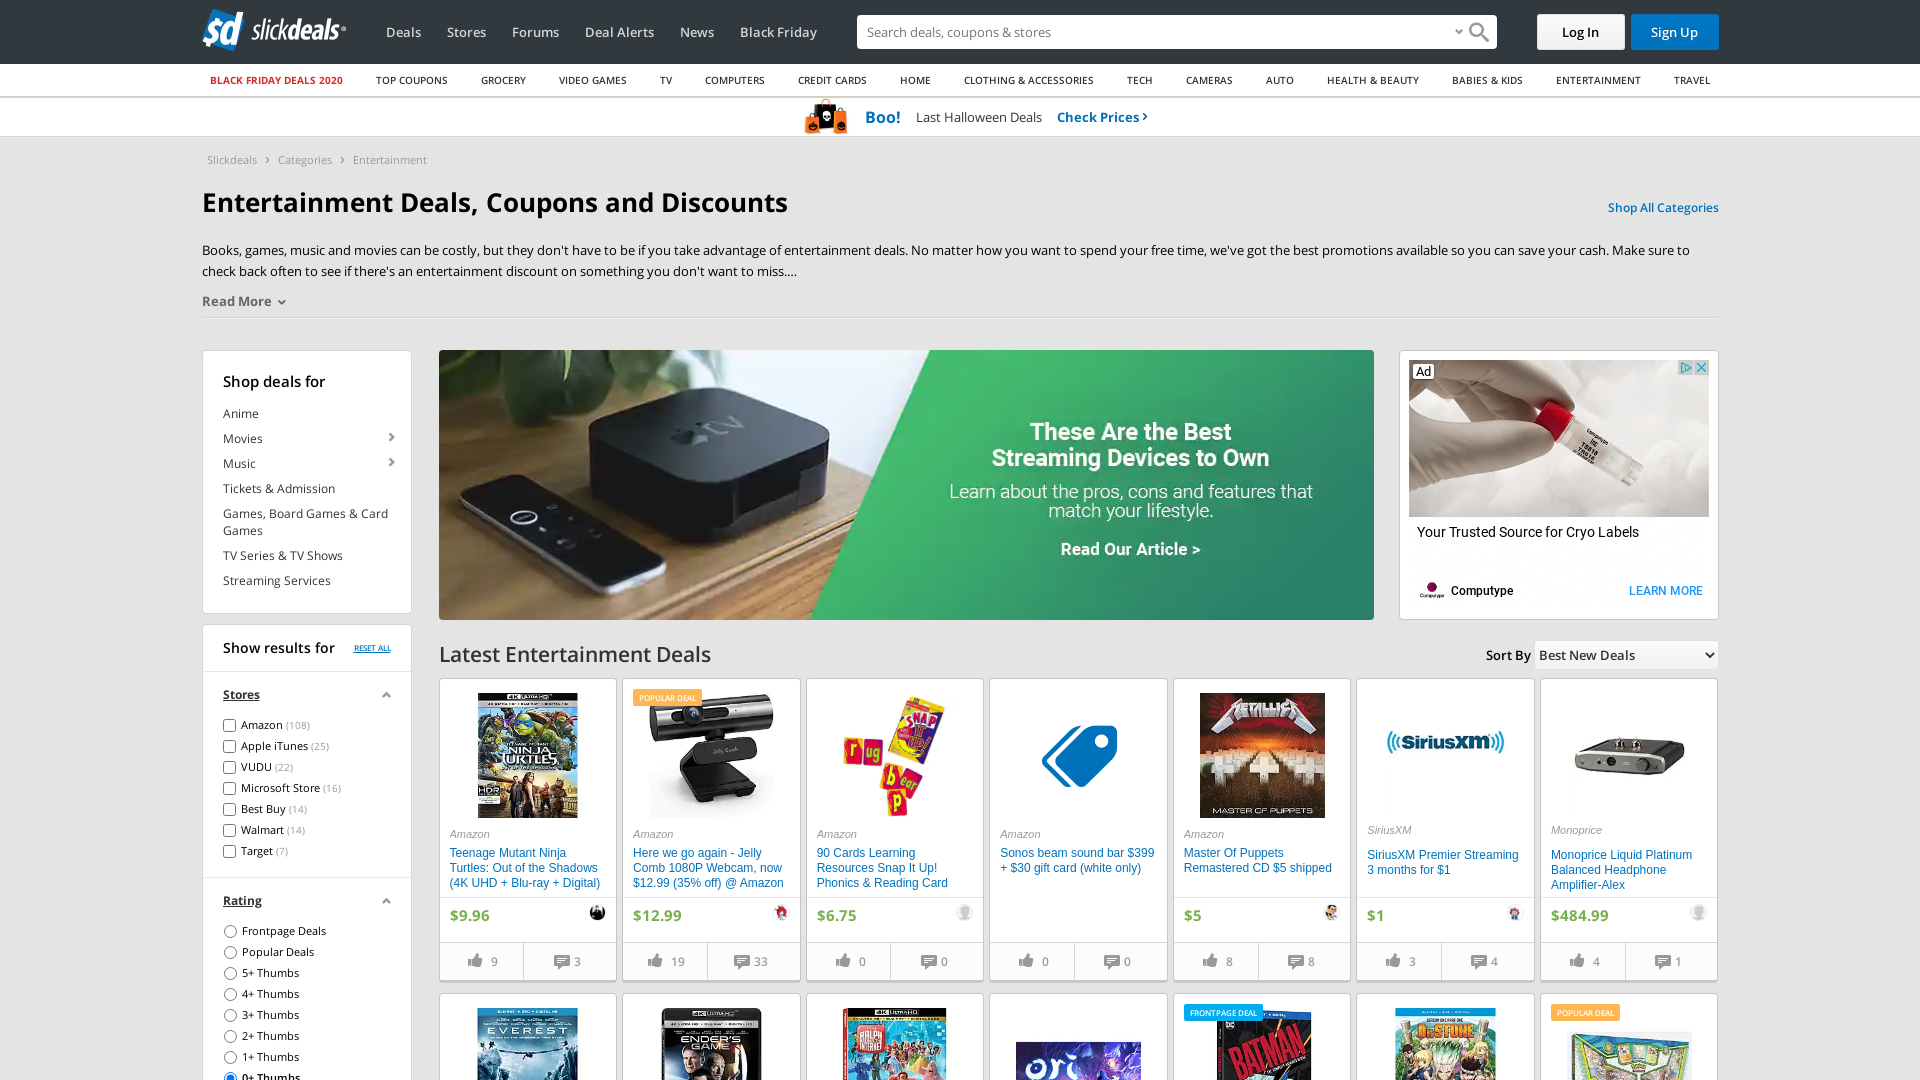 slickdeals
Deals
Stores
Forums
Deal Alerts
News
Black Friday
Search deals, coupons & stores
Log In
Sign Up
BLACK FRIDAY DEALS 2020
TOP COUPONS
GROCERY
VIDEO GAMES
TV
COMPUTERS
CREDIT CARDS
HOME
CLOTHING & ACCESSORIES
TECH
CAMERAS
AUTO
HEALTH & BEAUTY
BABIES & KIDS
ENTERTAINMENT
TRAVEL
Boo! Last Halloween Deals Check Prices
Slickdeals > Categories > Entertainment
Entertainment Deals, Coupons and Discounts
Shop All Categories
Books, games, music and movies can be costly, but they don't have to be if you take advantage of entertainment deals. No matter how you want to spend your free time, we've got the best promotions available so you can save your cash. Make sure to
check back often to see if there's an entertainment discount on something you don't want to miss....
Read More
Shop deals for
Anime
Movies
Music
Tickets & Admission
Games, Board Games & Card
Games
TV Series & TV Shows
Streaming Services
tv
These Are the Best
Streaming Devices to Own
Learn about the pros, cons and features that
match your lifestyle.
Read Our Article >
Ad
Your Trusted Source for Cryo Labels
Computype
LEARN MORE
Show results for
RESET ALL
Stores
Amazon (108)
Apple iTunes (25)
VUDU (22)
Microsoft Store (16)
Best Buy (14)
Walmart (14)
Target (7)
Rating
Frontpage Deals
Popular Deals
5+ Thumbs
4+ Thumbs
3+ Thumbs
2+ Thumbs
1+ Thumbs
0+ Thumbs
Latest Entertainment Deals
Sort By
Best New Deals
Amazon
Teenage Mutant Ninja
Turtles: Out of the Shadows
(4K UHD + Blu-ray + Digital)
$9.96
9
3
POPULAR DEAL
Amazon
Here we go again - Jelly
Comb 1080P Webcam, now
$12.99 (35% off) @ Amazon
$12.99
19
33
Amazon
90 Cards Learning
Resources Snap It Up!
Phonics & Reading Card
$6.75
0
0
Amazon
Sonos beam sound bar $399
+ $30 gift card (white only)
0
0
METALLICA
MASTER OF PUPPETS
Amazon
Master Of Puppets
Remastered CD $5 shipped
$5
8
8
SiriusXM
SiriusXM
SiriusXM Premier Streaming
3 months for $1
$1
3
4
Monoprice
Monoprice Liquid Platinum
Balanced Headphone
Amplifier-Alex
$484.99
4
1
EVEREST
ENDER'S
GAME
FRONTPAGE DEAL
ori
BATMAN
Dr.STONE
POPULAR DEAL